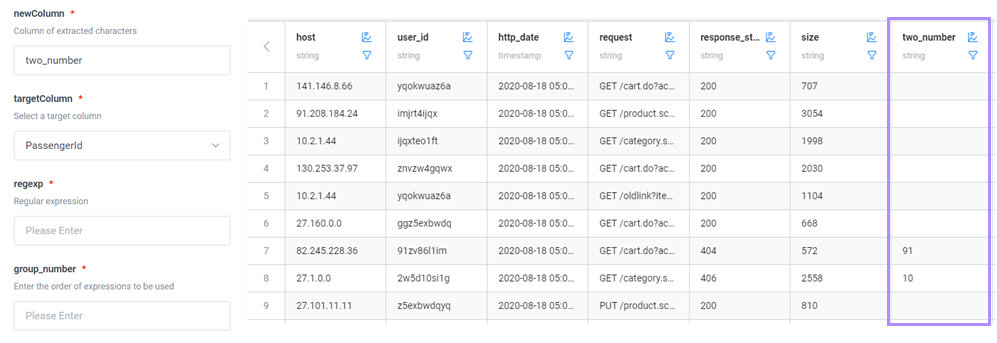 newColumn *
Column of extracted characters
two_number
targetColumn *
Select a target column
PassengerId
regexp *
Regular expression
Please Enter
group_number *
Enter the order of expressions to be used
Please Enter
host user_id http_date request response_st... size two_number
string string timestamp string string string string
1 141.146.8.66 yqokwuaz6a 2020-08-18 05:0... GET /cart.do?ac... 200 707
2 91.208.184.24 imjrt4ijqx 2020-08-18 05:0... GET /product.sc... 200 3054
3 10.2.1.44 ijqxteo1ft 2020-08-18 05:0... GET /category.s... 200 1998
4 130.253.37.97 znvzw4gqwx 2020-08-18 05:0... GET /cart.do?ac... 200 2030
5 10.2.1.44 yqokwuaz6a 2020-08-18 05:0... GET /oldlink?ite... 200 1104
6 27.160.0.0 ggz5exbwdq 2020-08-18 05:0... GET /cart.do?ac... 200 668
7 82.245.228.36 91zv86l1im 2020-08-18 05:0... GET /cart.do?ac... 404 572 91
8 27.1.0.0 2w5d10si1g 2020-08-18 05:0... GET /category.s... 406 2558 10
9 27.101.11.11 z5exbwdqyq 2020-08-18 05:0... PUT /product.sc... 200 810